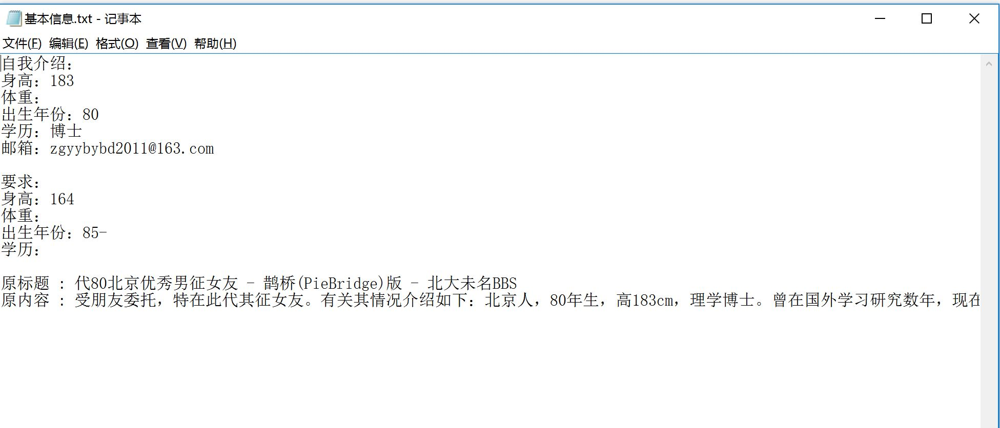 基本信息.txt - 记事本
文件(F) 编辑(E) 格式(O) 查看(V) 帮助(H)
自我介绍：
身高：183
体重：
出生年份：80
学历：博士
邮箱：zgyybybd2011@163.com
要求：
身高：164
体重：
出生年份：85-
学历：
原标题 : 代80北京优秀男征女友 - 鹊桥(PieBridge)版 - 北大未名BBS
原内容 : 受朋友委托，特在此代其征女友。有关其情况介绍如下：北京人，80年生，高183cm，理学博士。曾在国外学习研究数年，现在